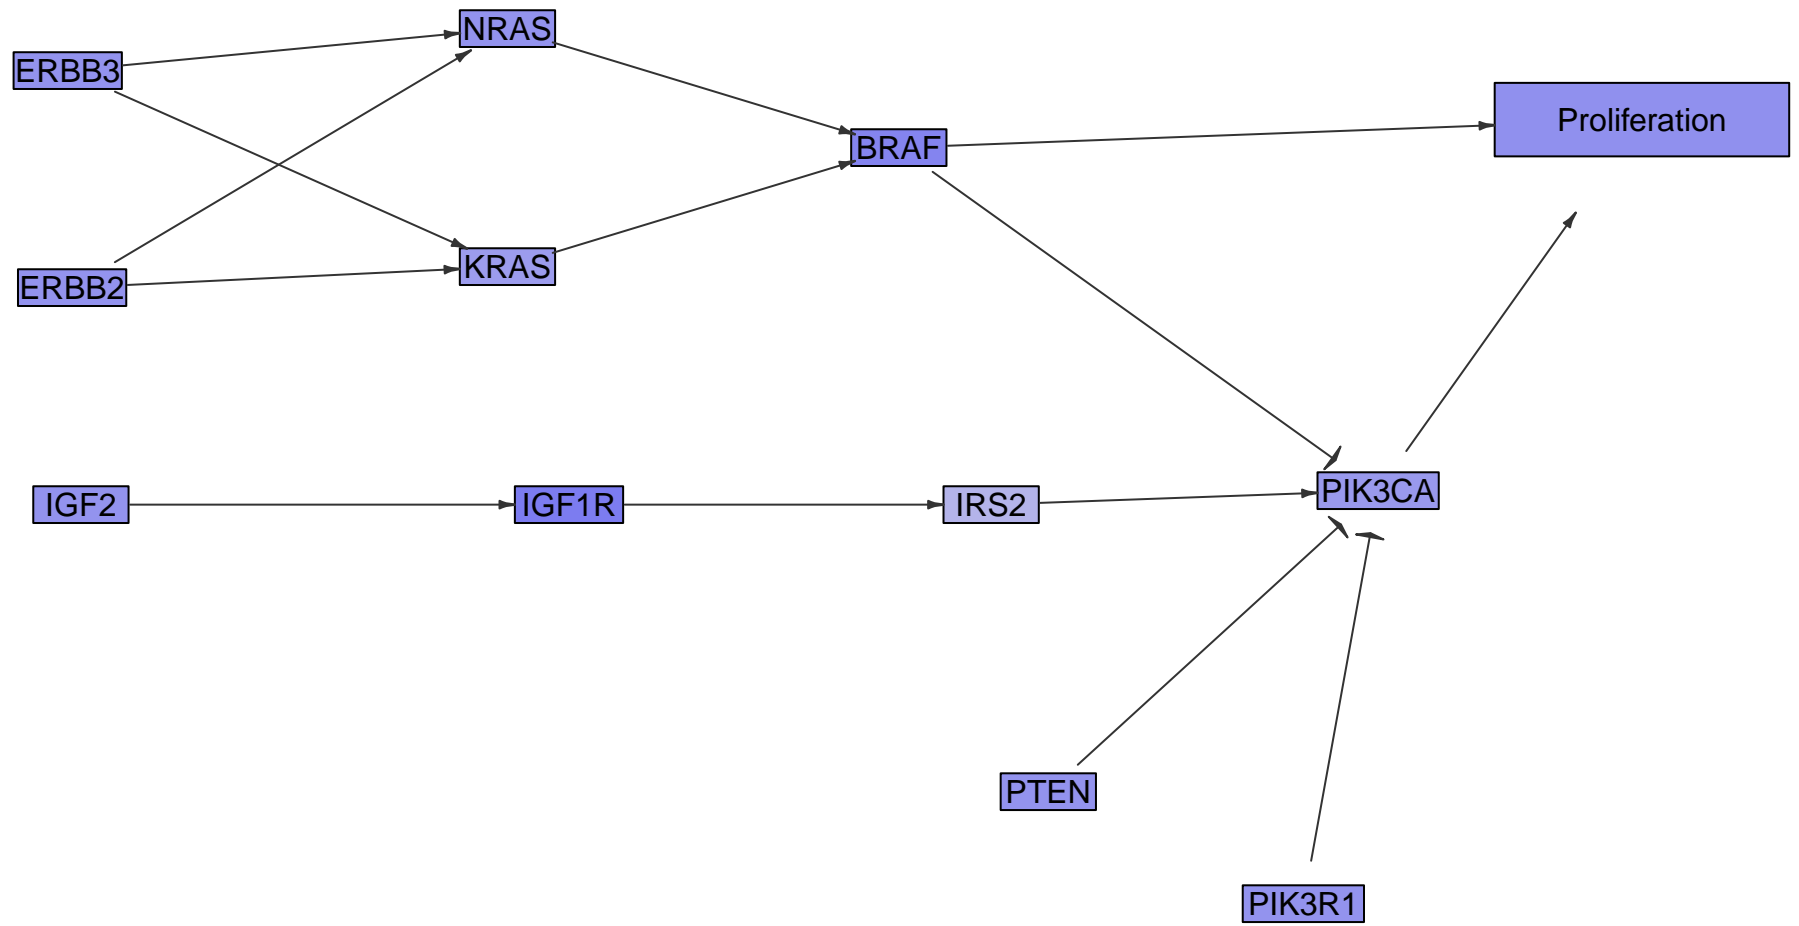 NRAS
ERBB3
Proliferation
BRAF
KRAS
ERBB2
IGF2
IGF1R
IRS2
PIK3CA
PTEN
PIK3R1